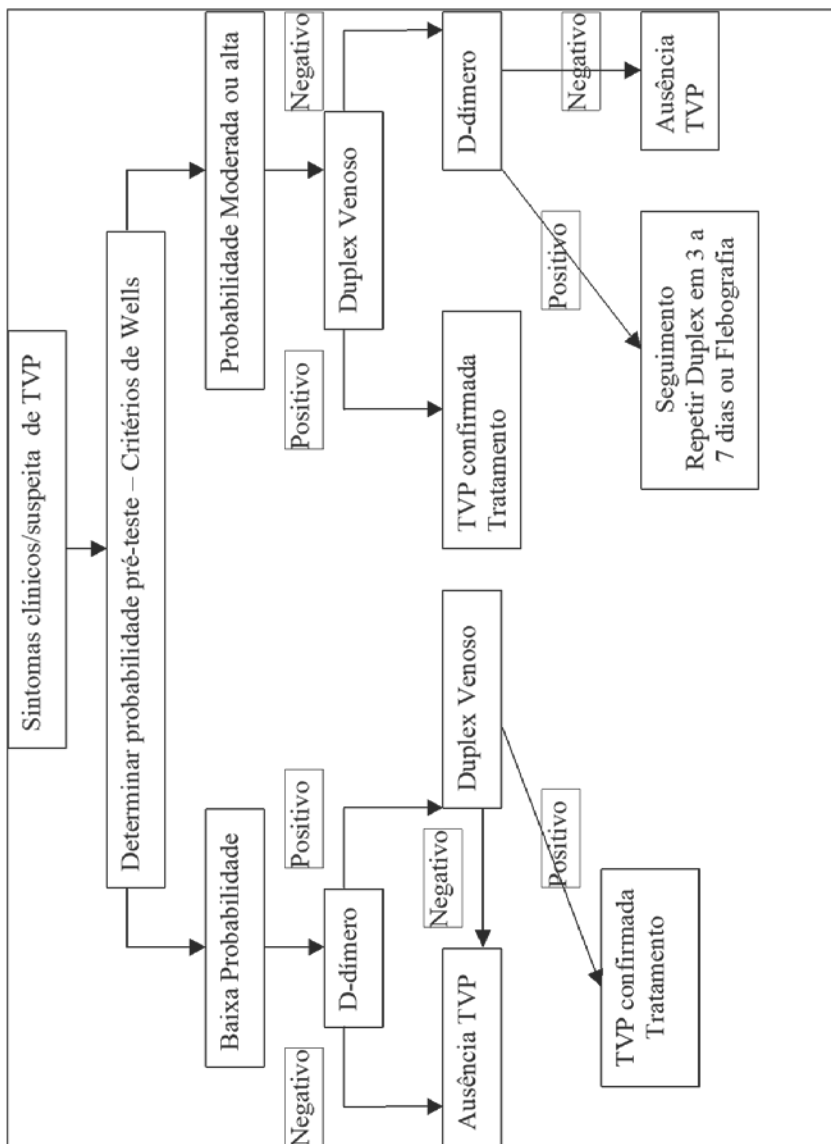 Sintomas clínicos/suspeita de TVP
Determinar probabilidade pré-teste – Critérios de Wells
Baixa Probabilidade
Probabilidade Moderada ou alta
Negativo
Positivo
Positivo
Negativo
D-dímero
Duplex Venoso
Negativo
Ausência TVP
Duplex Venoso
TVP confirmada
Tratamento
D-dímero
Positivo
Positivo
Negativo
TVP confirmada
Tratamento
Seguimento
Repetir Duplex em 3 a
7 dias ou Flebografia
Ausência
TVP